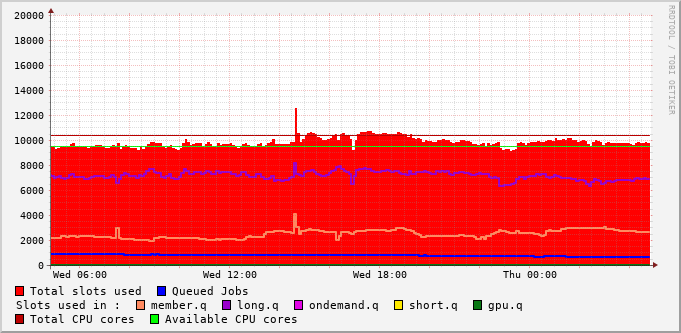 20000
18000
16000
14000
12000
10000
8000
6000
4000
2000
0
Wed 06:00 Wed 12:00 Wed 18:00 Thu 00:00
RRDTOOL / TOBI OETIKER
Total slots used Queued Jobs
Slots used in : member.q long.q ondemand.q short.q gpu.q
Total CPU cores Available CPU cores